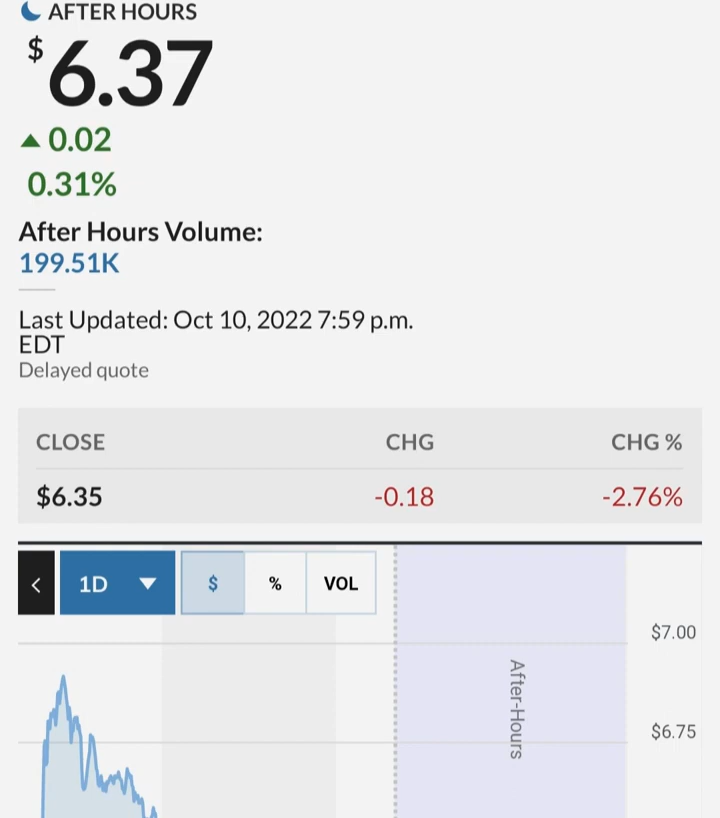 AFTER HOURS
$6.37
0.02
0.31%
After Hours Volume:
199.51K
Last Updated: Oct 10, 2022 7:59 p.m.
EDT
Delayed quote
CLOSE CHG CHG %
$6.35 -0.18 -2.76%
< 1D $ % VOL
$7.00
After-Hours
$6.75